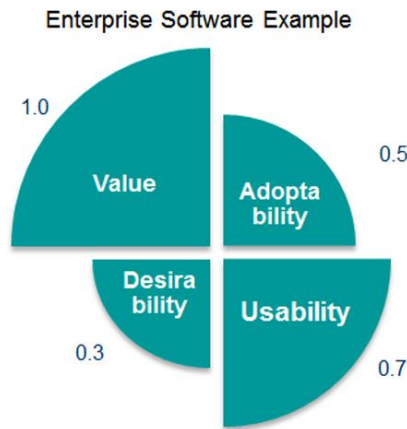 Enterprise Software Example
1.0
Value
0.5
Adopta
bility
Desira
bility
0.3
Usability
0.7